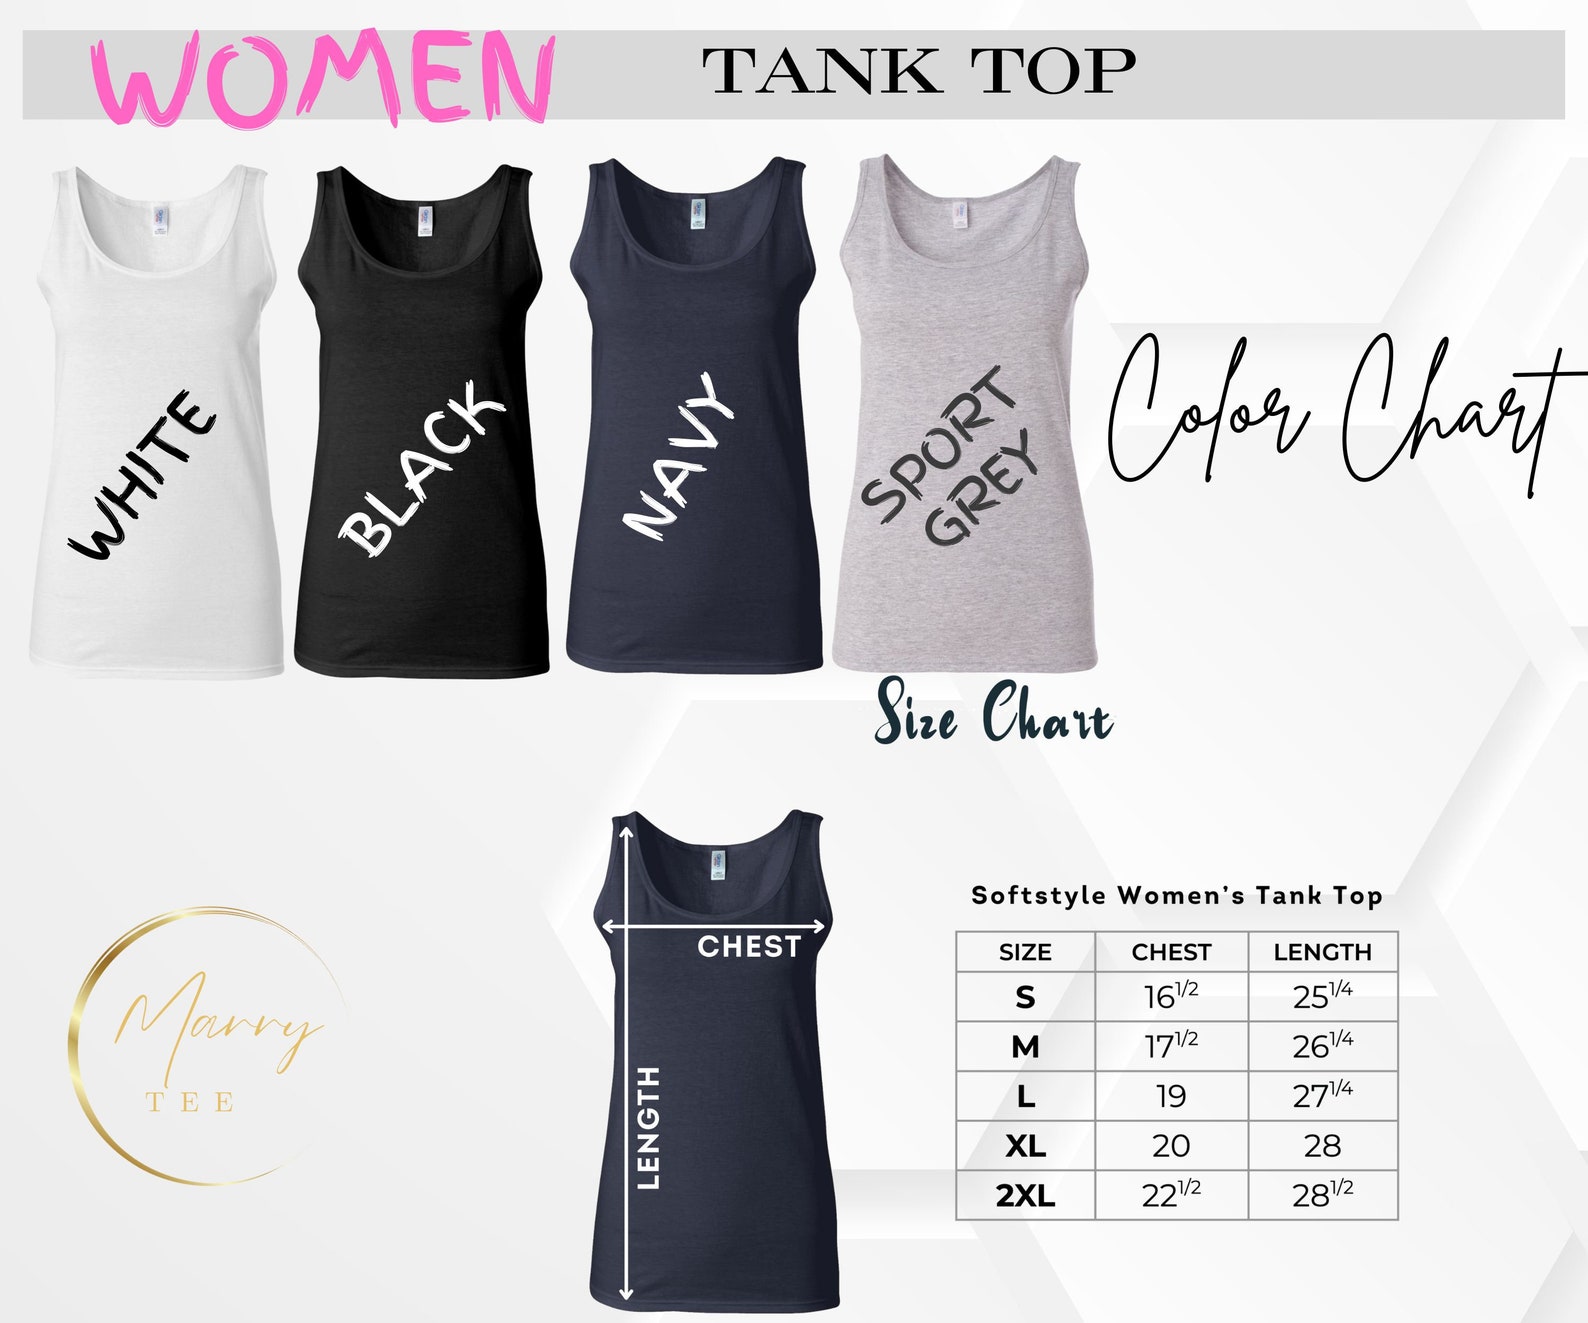 WOMEN TANK TOP
WHITE
BLACK
NAVY
SPORT
GREY
Color Chart
Size Chart
CHEST
LENGTH
Marry
TEE
Softstyle Women's Tank Top
SIZE CHEST LENGTH
S 16 1/2 25 1/4
M 17 1/2 26 1/4
L 19 27 1/4
XL 20 28
2XL 22 1/2 28 1/2